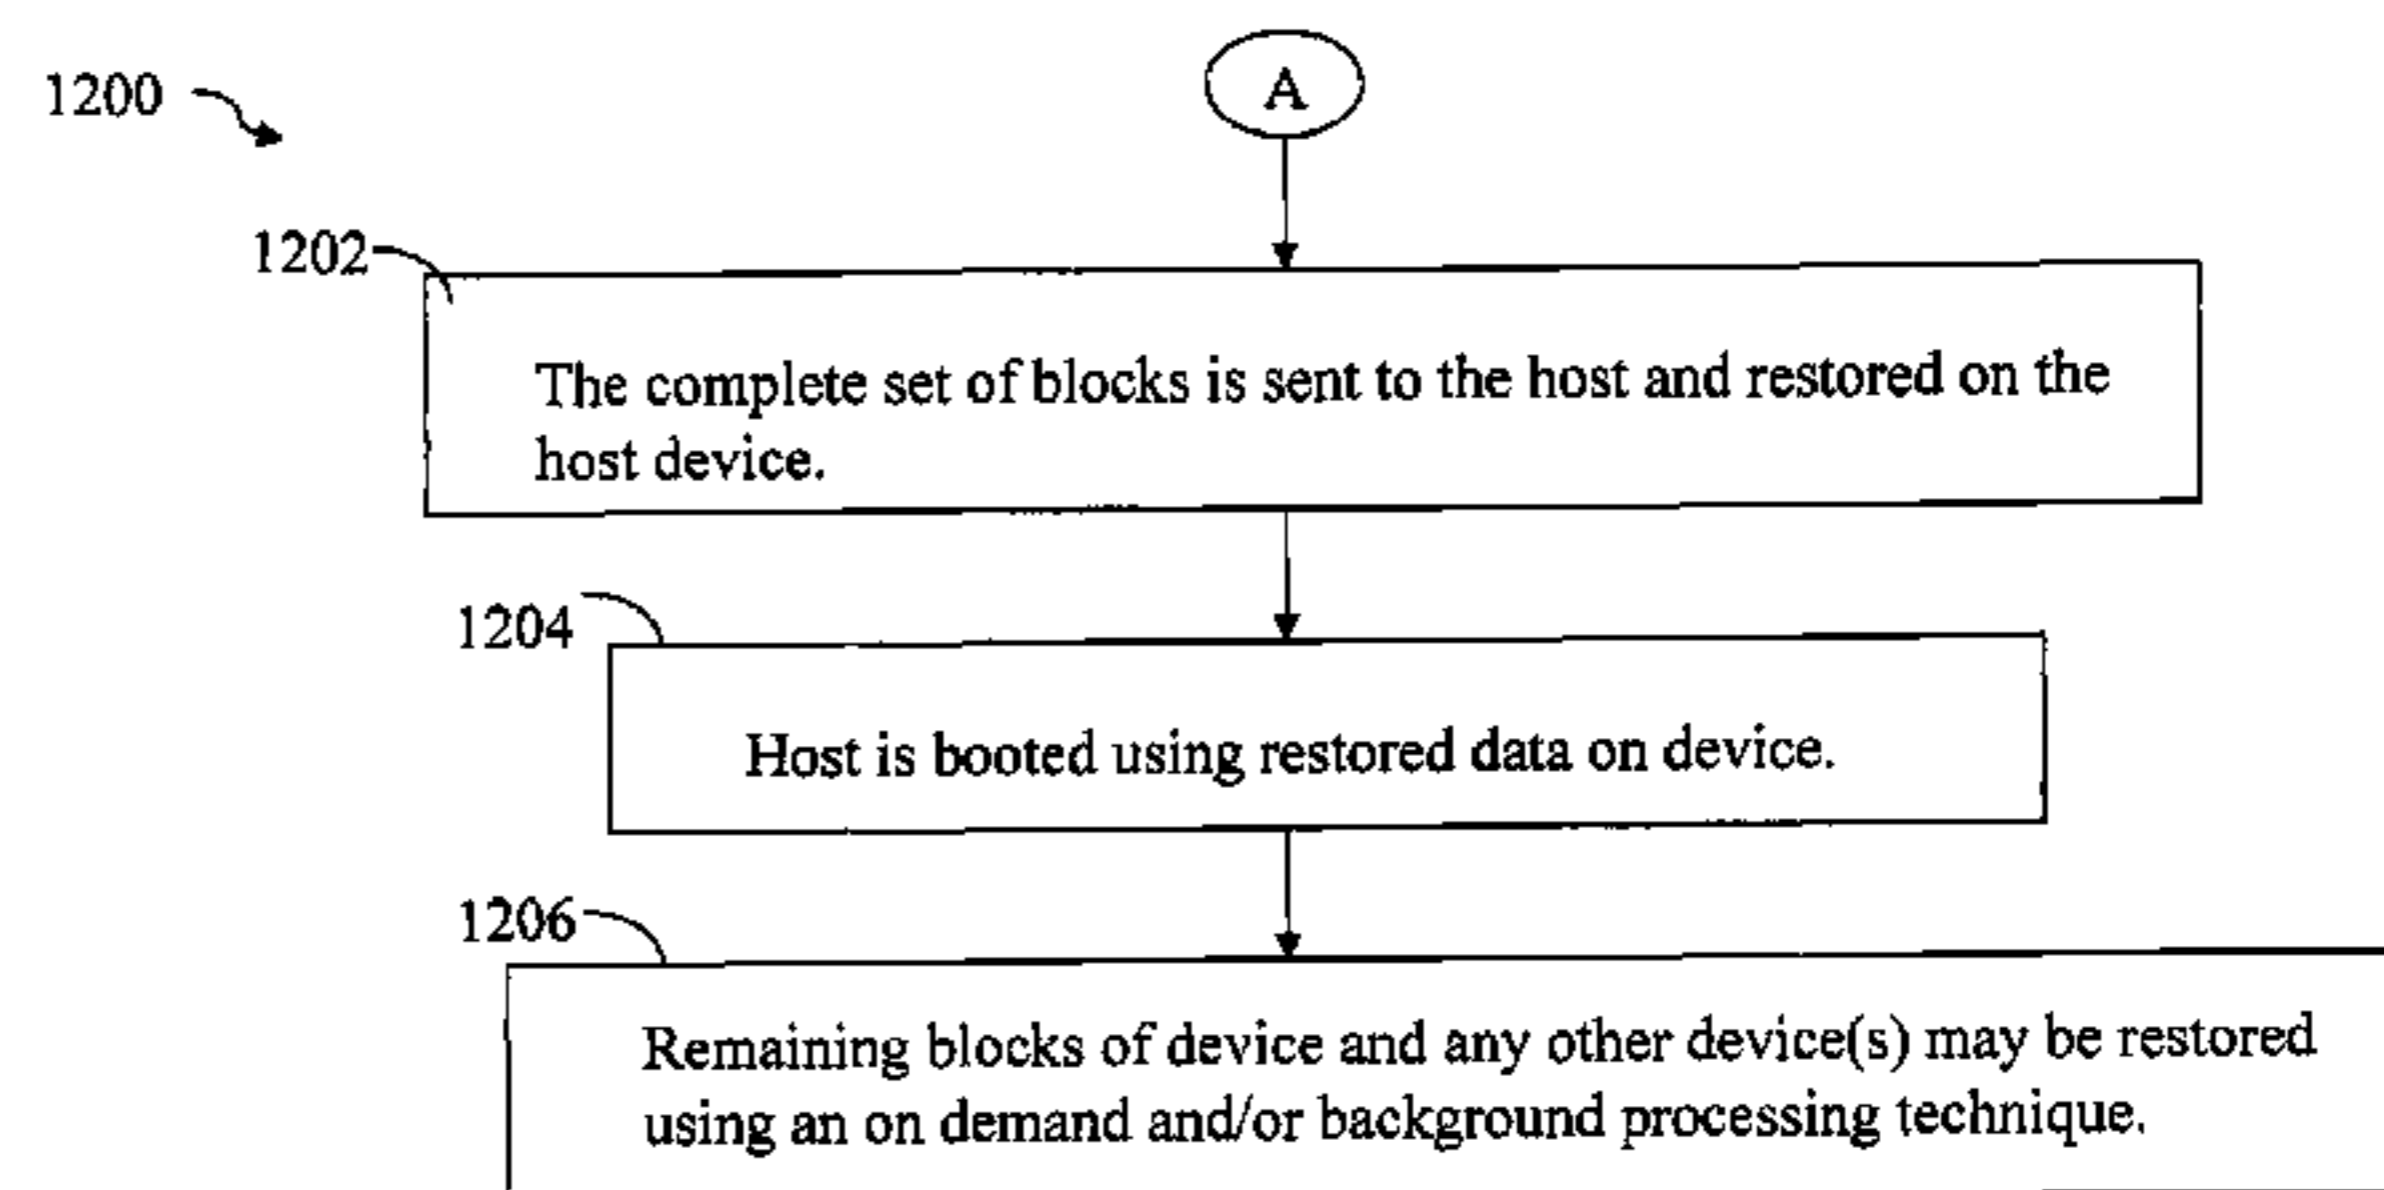 1200
A
1202
The complete set of blocks is sent to the host and restored on the
host device.
1204
Host is booted using restored data on device.
1206
Remaining blocks of device and any other device(s) may be restored
using an on demand and/or background processing technique.